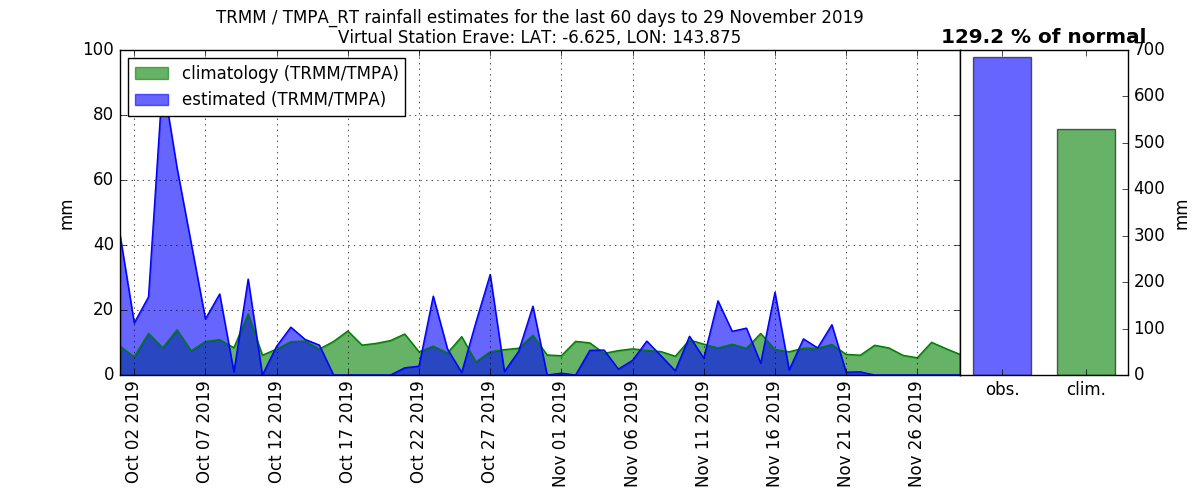 TRMM / TMPA_RT rainfall estimates for the last 60 days to 29 November 2019
Virtual Station Erave: LAT: -6.625, LON: 143.875
129.2 % of normal
climatology (TRMM/TMPA)
estimated (TRMM/TMPA)
100
80
60
40
20
0
mm
Oct 02 2019
Oct 07 2019
Oct 12 2019
Oct 17 2019
Oct 22 2019
Oct 27 2019
Nov 01 2019
Nov 06 2019
Nov 11 2019
Nov 16 2019
Nov 21 2019
Nov 26 2019
obs.
clim.
700
600
500
400
300
200
100
0
mm